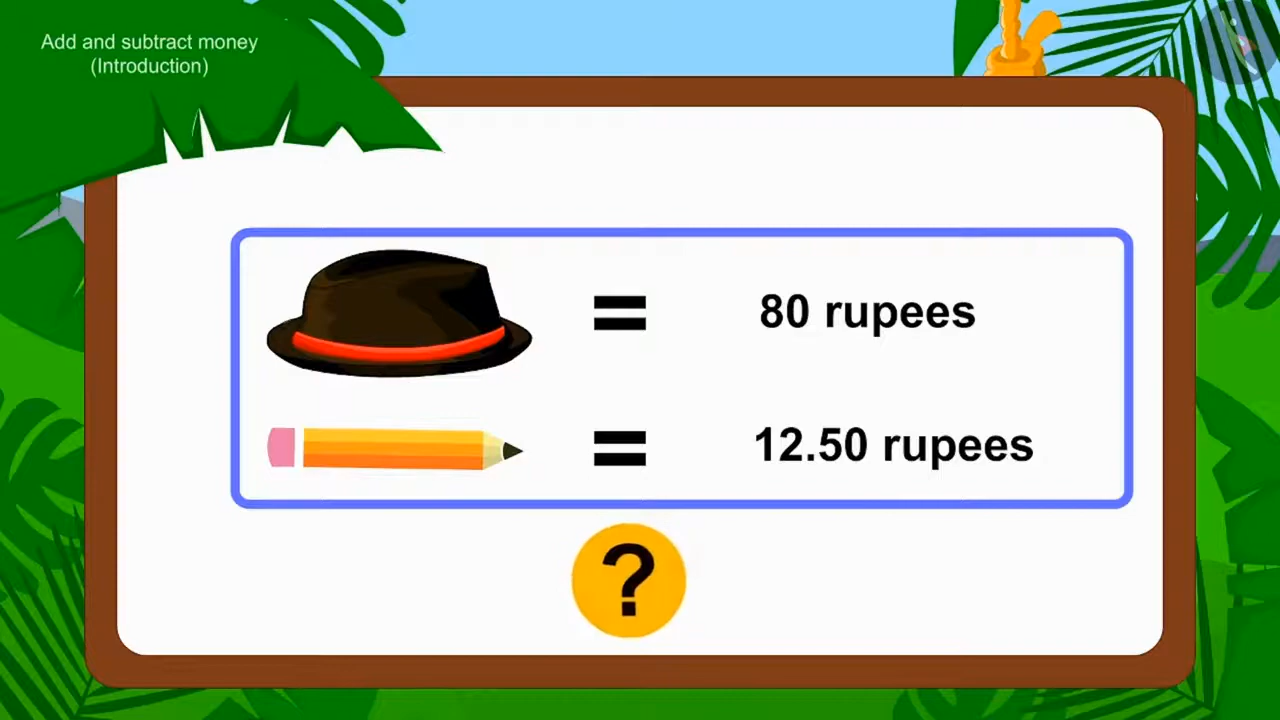 Add and subtract money
(Introduction)
= 80 rupees
= 12.50 rupees
?